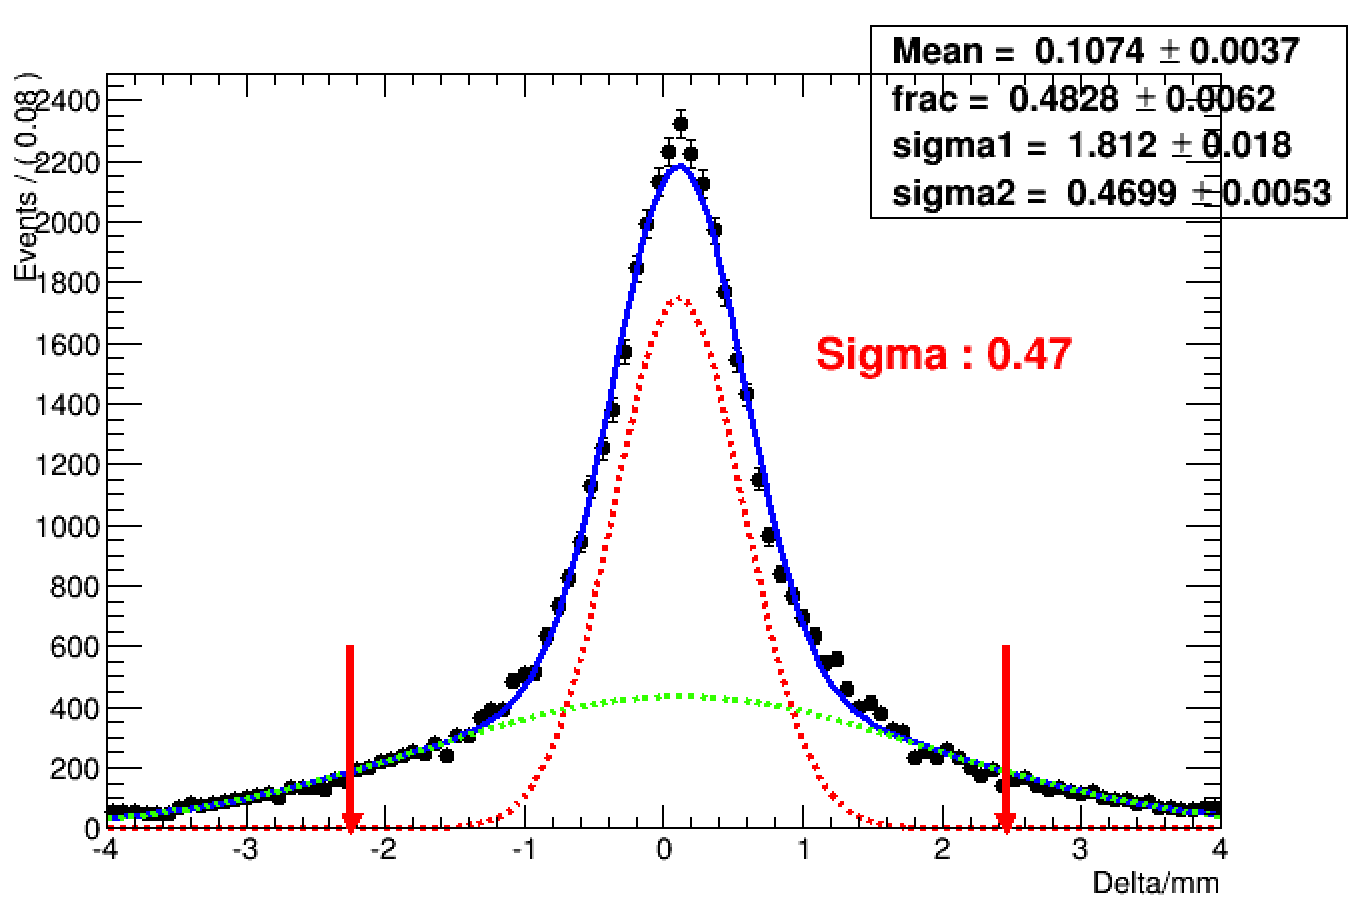 Mean = 0.1074 ± 0.0037
frac = 0.4828 ± 0.0062
sigma1 = 1.812 ± 0.018
sigma2 = 0.4699 ± 0.0053
Events / ( 0.08 )
2400
2200
2000
1800
1600
1400
1200
1000
800
600
400
200
0
Sigma : 0.47
-4 -3 -2 -1 0 1 2 3 4
Delta/mm